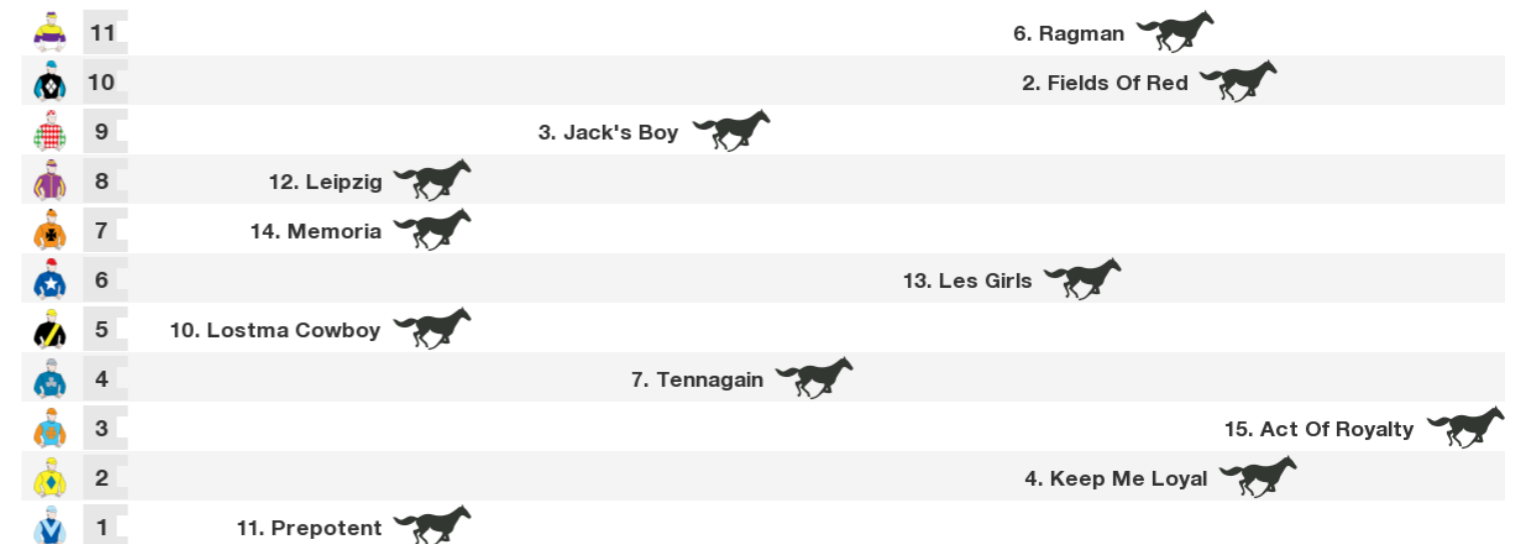 11 6. Ragman
10 2. Fields Of Red
9 3. Jack's Boy
8 12. Leipzig
7 14. Memoria
6 13. Les Girls
5 10. Lostma Cowboy
4 7. Tennagain
3 15. Act Of Royalty
2 4. Keep Me Loyal
1 11. Prepotent